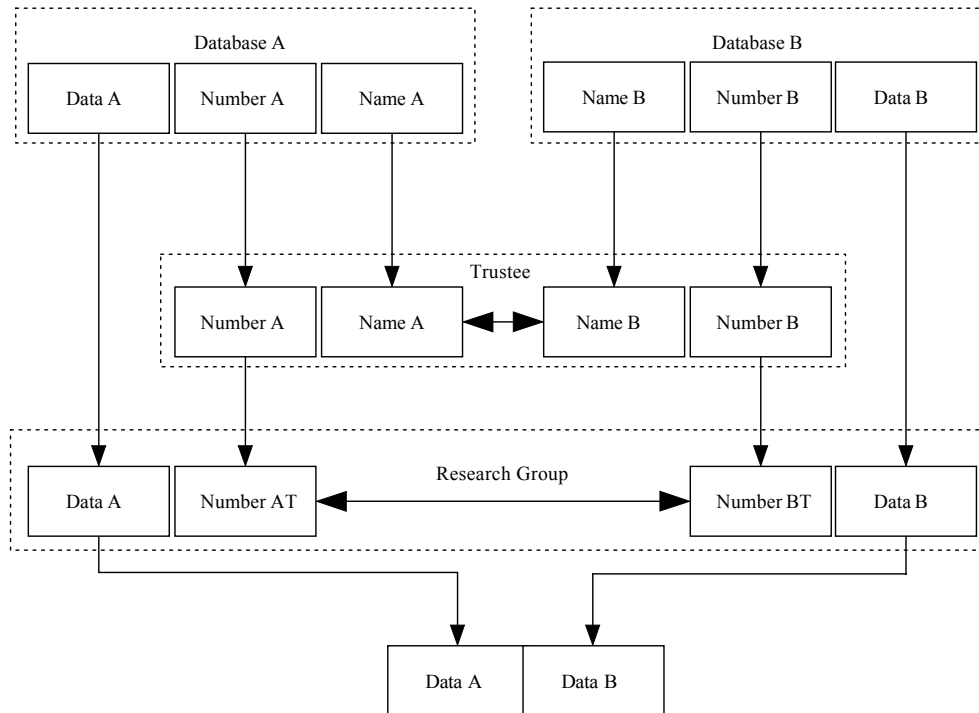 Database A
Database B
Data A
Number A
Name A
Name B
Number B
Data B
Trustee
Number A
Name A
Name B
Number B
Research Group
Data A
Number AT
Number BT
Data B
Data A
Data B